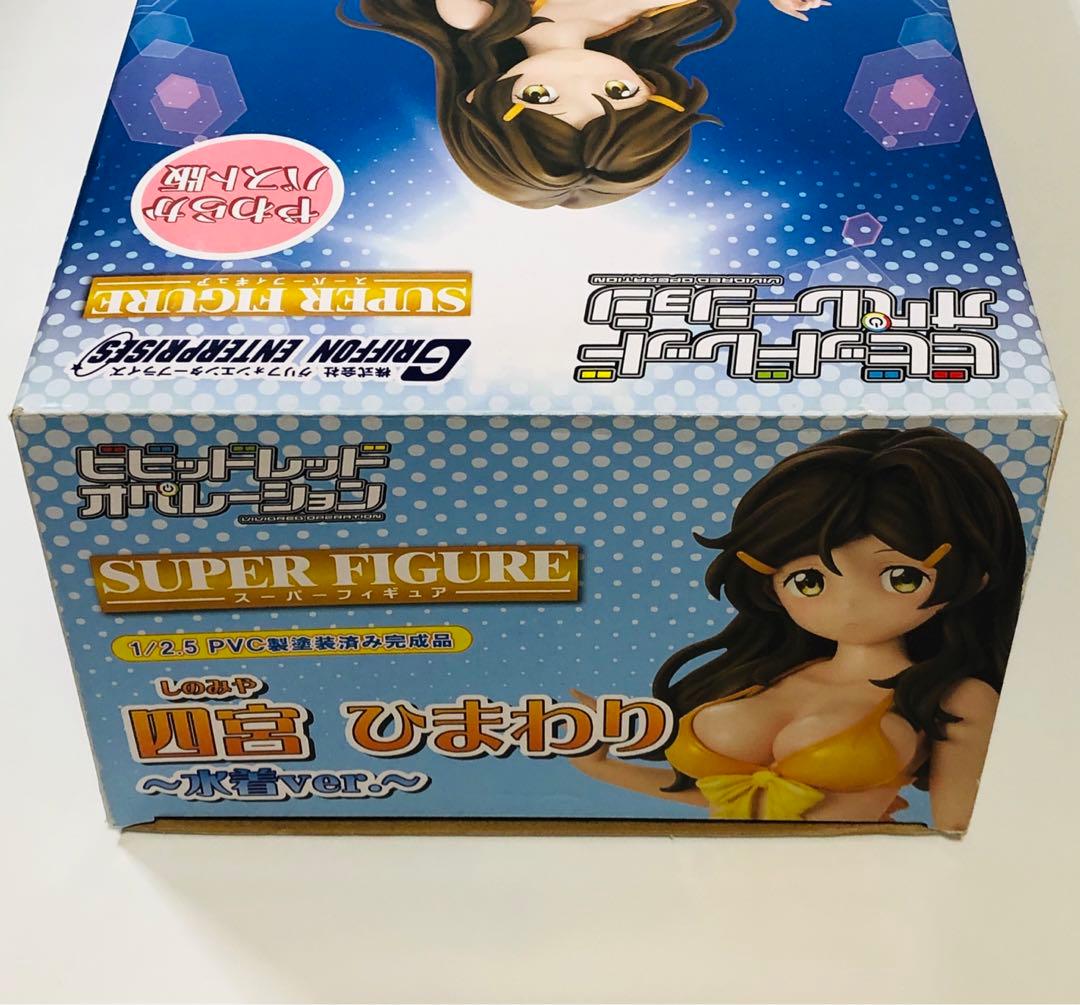 やわらか
バスト版
SUPER FIGURE
スーパーフィギュア
株式会社 グリフォンエンタープライズ
GRIFFON ENTERPRISES
ビビッドレッド
オペレーション
VIVIDRED OPERATION
ビビッドレッド
オペレーション
VIVIDRED OPERATION
SUPER FIGURE
スーパーフィギュア
1/2.5 PVC製塗装済み完成品
しのみや
四宮 ひまわり
～水着ver.～